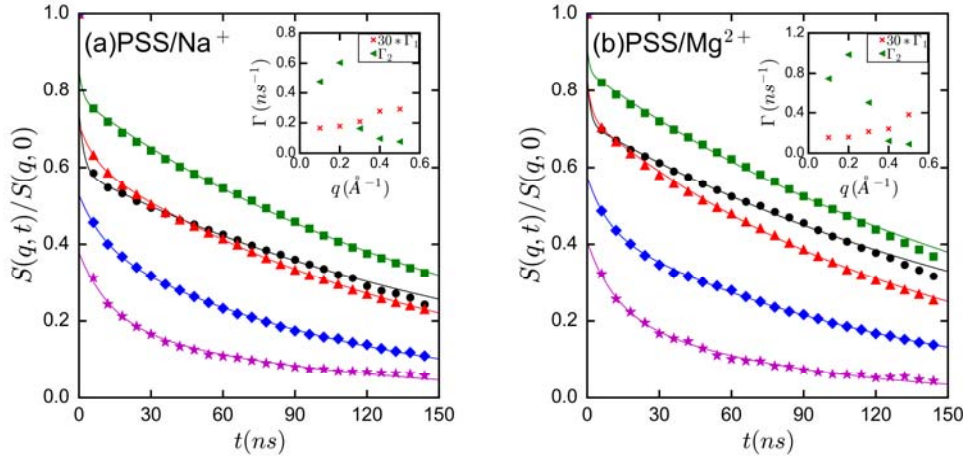 (a)PSS/Na⁺
30∗Γ₁
Γ₂
Γ (ns⁻¹)
0.8
0.6
0.4
0.2
0.0
0.0 0.2 0.4 0.6
q(Å⁻¹)
S(q,t)/S(q,0)
1.0
0.8
0.6
0.4
0.2
0.0
0 30 60 90 120 150
t(ns)
(b)PSS/Mg²⁺
30∗Γ₁
Γ₂
Γ (ns⁻¹)
1.2
0.8
0.4
0.0
0.0 0.2 0.4 0.6
q(Å⁻¹)
S(q,t)/S(q,0)
1.0
0.8
0.6
0.4
0.2
0.0
0 30 60 90 120 150
t(ns)